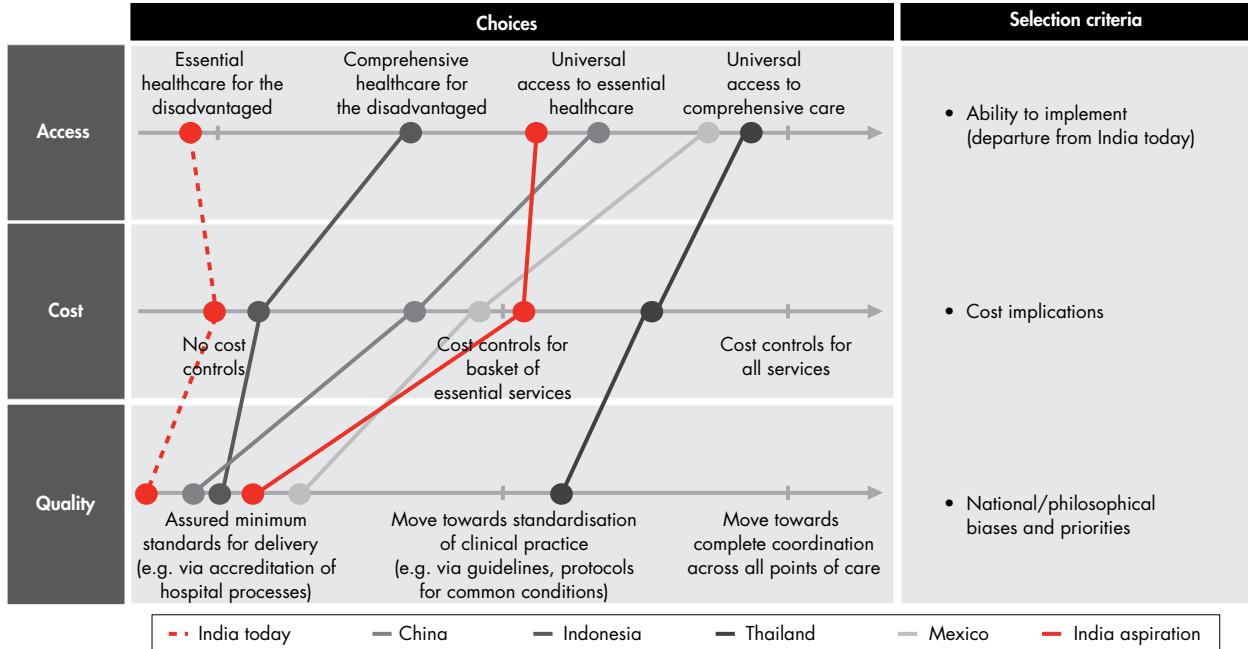 Choices
Selection criteria
Access
Essential
healthcare for the
disadvantaged
Comprehensive
healthcare for
the disadvantaged
Universal
access to essential
healthcare
Universal
access to
comprehensive care
• Ability to implement
(departure from India today)
Cost
No cost
controls
Cost controls for
basket of
essential services
Cost controls for
all services
• Cost implications
Quality
Assured minimum
standards for delivery
(e.g. via accreditation of
hospital processes)
Move towards standardisation
of clinical practice
(e.g. via guidelines, protocols
for common conditions)
Move towards
complete coordination
across all points of care
• National/philosophical
biases and priorities
India today
China
Indonesia
Thailand
Mexico
India aspiration